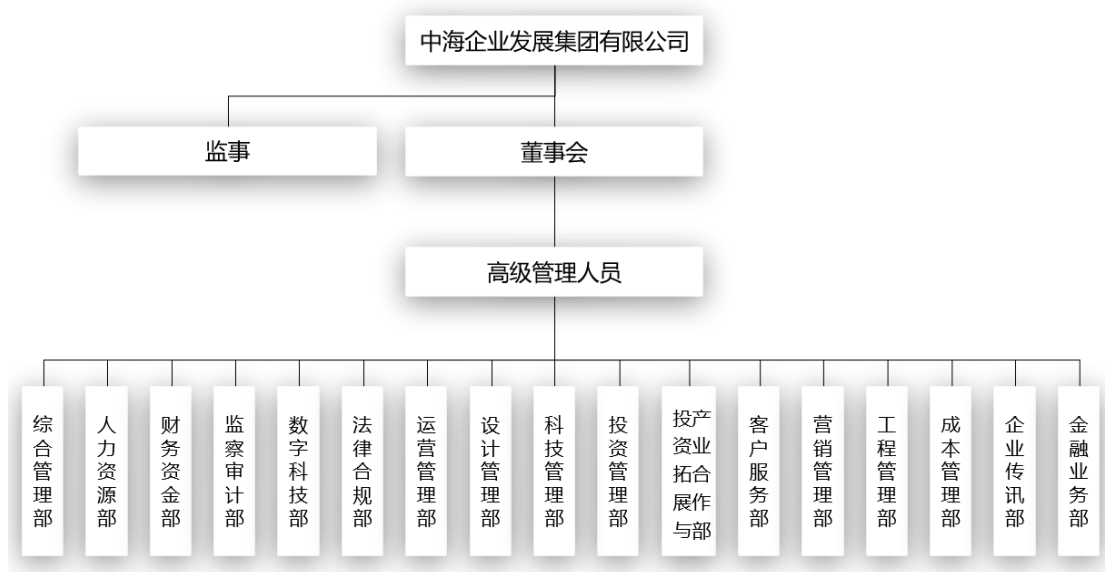 中海企业发展集团有限公司
监事
董事会
高级管理人员
综合管理部
人力资源部
财务资金部
监察审计部
数字科技部
法律合规部
运营管理部
设计管理部
科技管理部
投资管理部
投资拓展与
产业合作部
客户服务部
营销管理部
工程管理部
成本管理部
企业传讯部
金融业务部